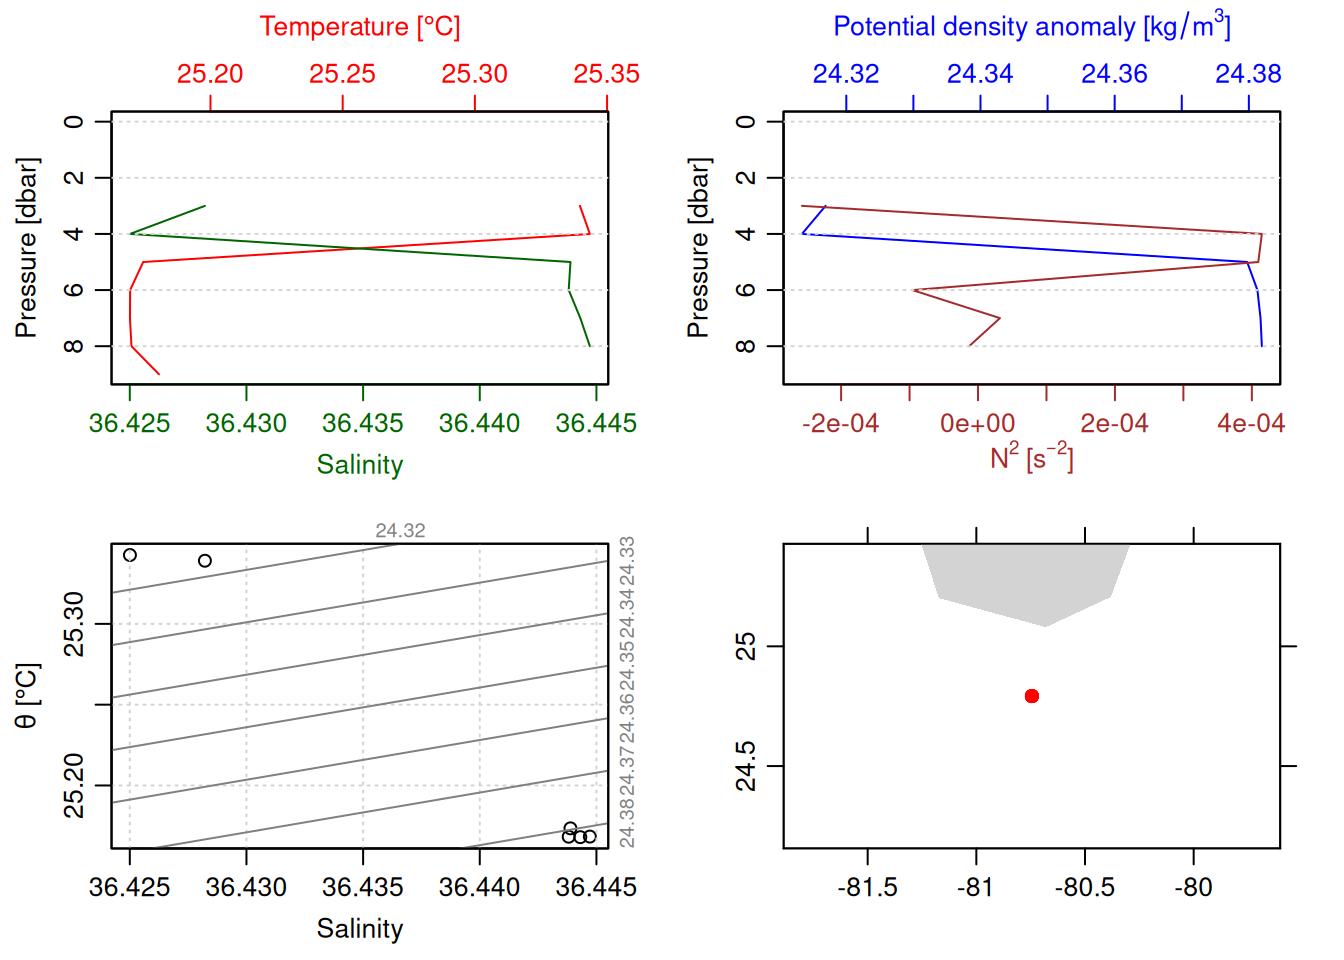 Temperature [°C]
25.20 25.25 25.30 25.35
Pressure [dbar]
0
2
4
6
8
36.425 36.430 36.435 36.440 36.445
Salinity
Potential density anomaly [kg/m³]
24.32 24.34 24.36 24.38
Pressure [dbar]
0
2
4
6
8
-2e-04 0e+00 2e-04 4e-04
N² [s⁻²]
24.32
24.33
24.34
24.35
24.36
24.37
24.38
θ [°C]
25.30
25.20
36.425 36.430 36.435 36.440 36.445
Salinity
25
24.5
-81.5 -81 -80.5 -80